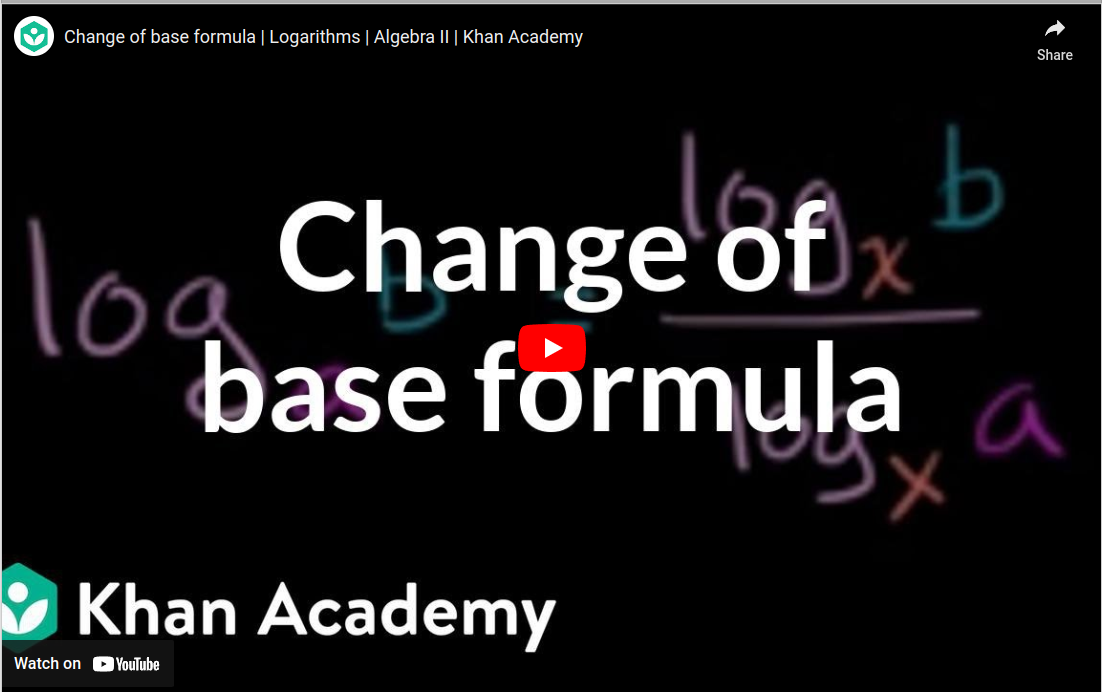 Change of base formula | Logarithms | Algebra II | Khan Academy
Share
log_a b = log_x b / log_x a
Change of
base formula
Khan Academy
Watch on YouTube